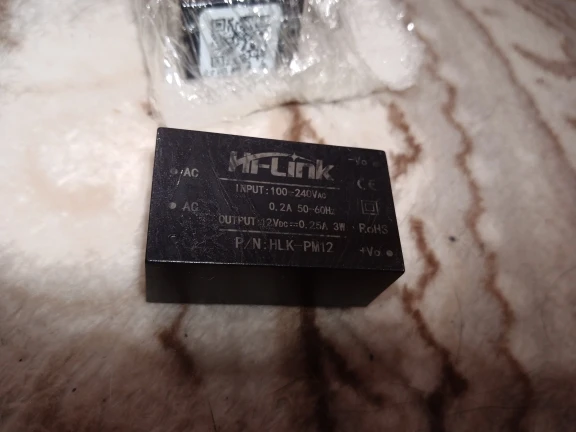 Hi-Link
-Vo
AC
INPUT:100-240VAC
CE
AC
0.2A 50-60Hz
OUTPUT:12VDC⎓0.25A 3W
RoHS
P/N:HLK-PM12
+Vo